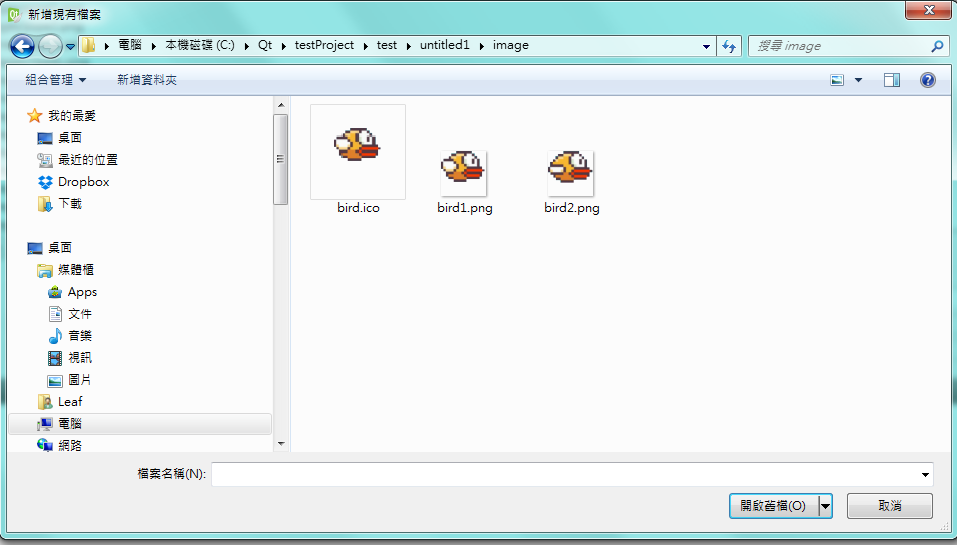 新增現有檔案
電腦 本機磁碟 (C:) Qt testProject test untitled1 image
搜尋 image
組合管理 新增資料夾
我的最愛
桌面
最近的位置
Dropbox
下載
桌面
媒體櫃
Apps
文件
音樂
視訊
圖片
Leaf
電腦
網路
bird.ico
bird1.png
bird2.png
檔案名稱(N):
開啟舊檔(O)
取消